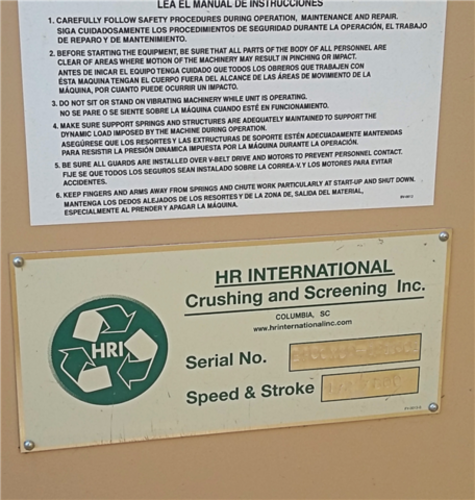 LEA EL MANUAL DE INSTRUCCIONES
1. CAREFULLY FOLLOW SAFETY PROCEDURES DURING OPERATION, MAINTENANCE AND REPAIR.
SIGA CUIDADOSAMENTE LOS PROCEDIMIENTOS DE SEGURIDAD DURANTE LA OPERACIÓN, EL TRABAJO
DE REPARO Y DE MANTENIMIENTO.
2. BEFORE STARTING THE EQUIPMENT, BE SURE THAT ALL PARTS OF THE BODY OF ALL PERSONNEL ARE
CLEAR OF AREAS WHERE MOTION OF THE MACHINERY MAY RESULT IN PINCHING OR IMPACT.
ANTES DE INICAR EL EQUIPO TENGA CUIDADO QUE TODOS LOS OBREROS QUE TRABAJEN CON
ÉSTA MAQUINA TENGAN EL CUERPO FUERA DEL ALCANCE DE LAS ÁREAS DE MOVIMIENTO DE LA
MÁQUINA, POR CUANTO PUEDE OCURRIR UN IMPACTO.
3. DO NOT SIT OR STAND ON VIBRATING MACHINERY WHILE UNIT IS OPERATING.
NO SE PARE O SE SIENTE SOBRE LA MÁQUINA CUANDO ESTÉ EN FUNCIONAMIENTO.
4. MAKE SURE SUPPORT SPRINGS AND STRUCTURES ARE ADEQUATELY MAINTAINED TO SUPPORT THE
DYNAMIC LOAD IMPOSED BY THE MACHINE DURING OPERATION.
ASEGÚRESE QUE LOS RESORTES Y LAS ESTRUCTURAS DE SOPORTE ESTÉN ADECUADAMENTE MANTENIDAS
PARA RESISTIR LA PRESIÓN DINAMICA IMPUESTA POR LA MÁQUINA DURANTE LA OPERACIÓN.
5. BE SURE ALL GUARDS ARE INSTALLED OVER V-BELT DRIVE AND MOTORS TO PREVENT PERSONNEL CONTACT.
FIJE SE QUE TODOS LOS SEGUROS SEAN INSTALADO SOBRE LA CORREA-V.Y LOS MOTORES PARA EVITAR
ACCIDENTES.
6. KEEP FINGERS AND ARMS AWAY FROM SPRINGS AND CHUTE WORK PARTICULARLY AT START-UP AND SHUT DOWN.
MANTENGA LOS DEDOS ALEJADOS DE LOS RESORTES Y DE LA ZONA DE, SALIDA DEL MATERIAL,
ESPECIALMENTE AL PRENDER Y APAGAR LA MÁQUINA.
HRI
HR INTERNATIONAL
Crushing and Screening Inc.
COLUMBIA, SC
www.hrinternationalinc.com
Serial No.
Speed & Stroke